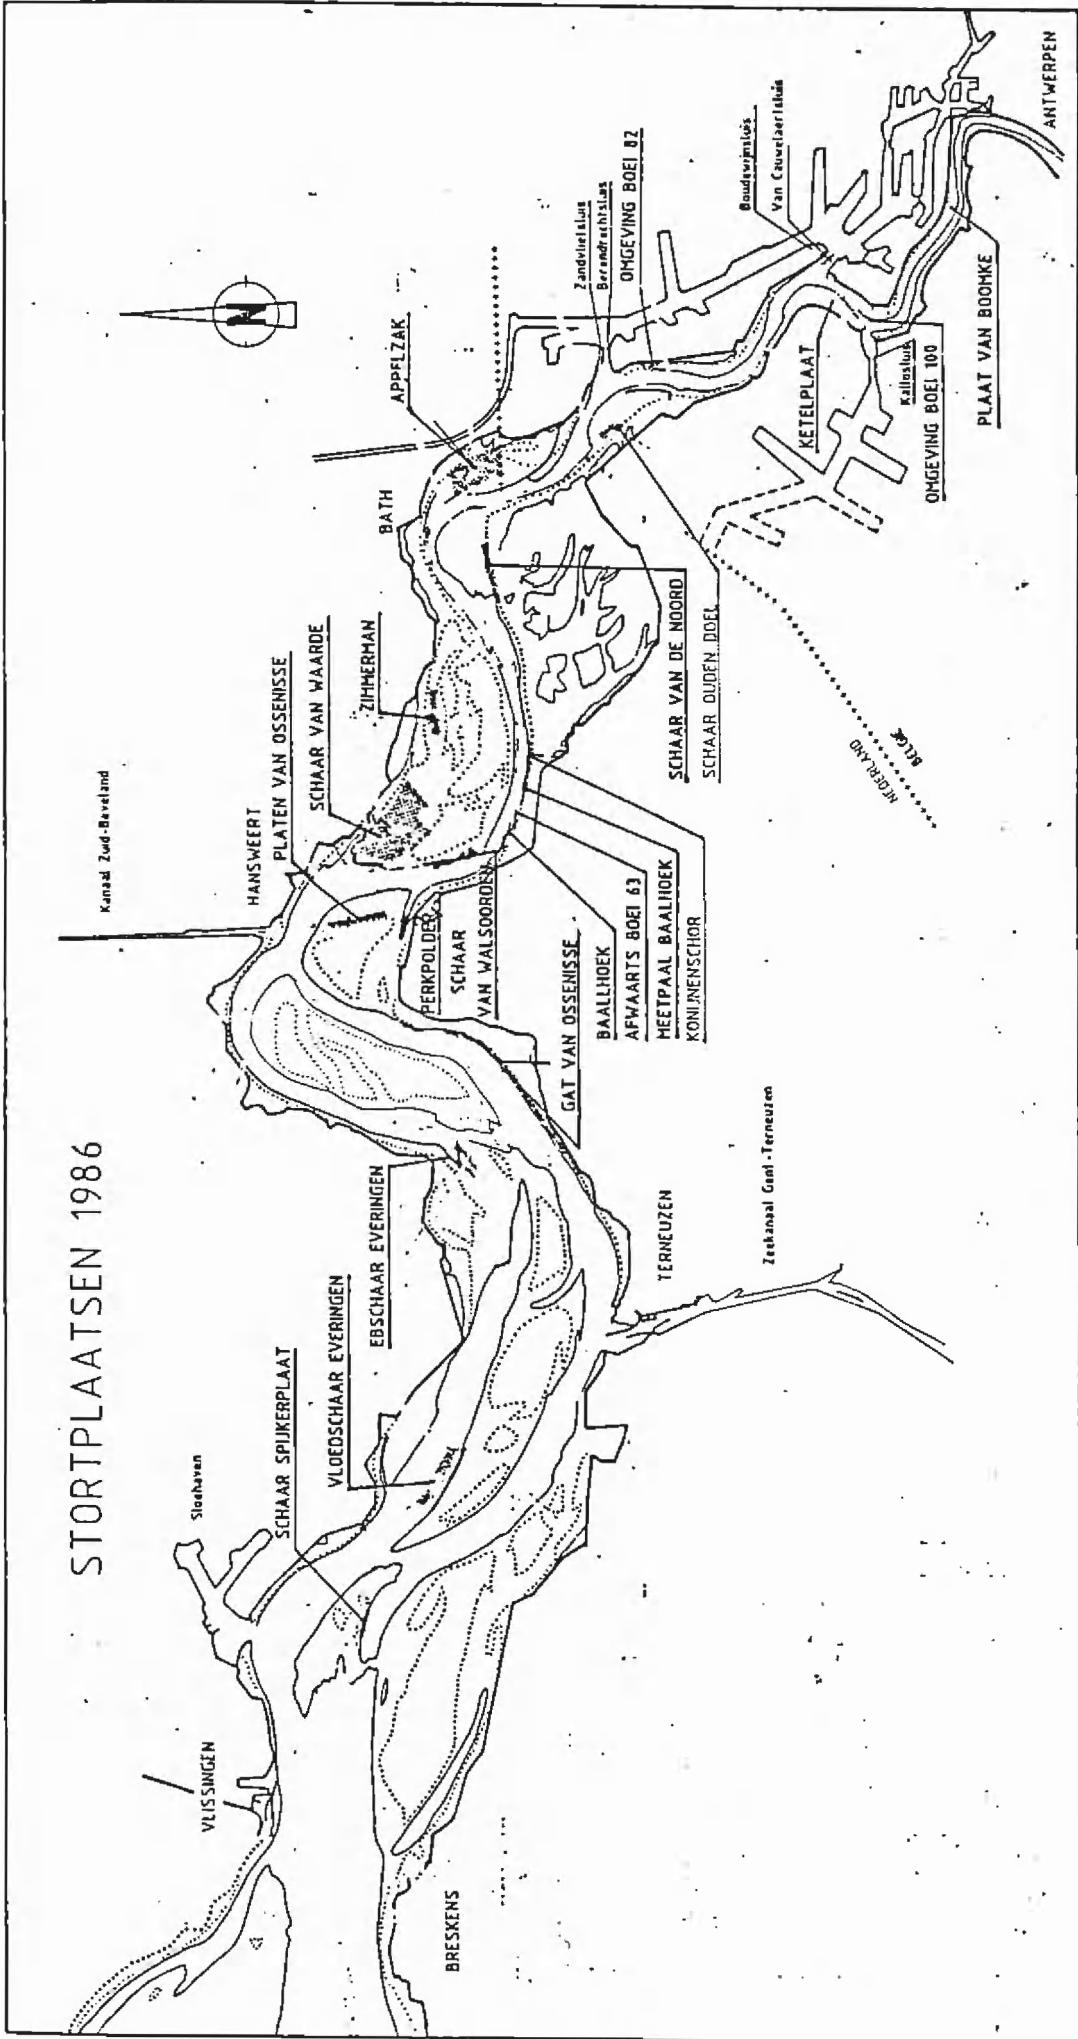 STORTPLAATSEN 1986
VLISSINGEN
Sloehaven
BRESKENS
SCHAAR SPIJKERPLAAT
VLOEDSCHAAR EVERINGEN
EBSCHAAR EVERINGEN
TERNEUZEN
Zeekanaal Gent-Terneuzen
Kanaal Zuid-Beveland
HANSWEERT
PLATEN VAN OSSENISSE
SCHAAR VAN WAARDE
ZIMMERMAN
BATH
APPELZAK
N
PERKPOLDER
SCHAAR
VAN WALSOORDEN
GAT VAN OSSENISSE
BAALLHOEK
AFWAARTS BOEI 63
MEETPAAL BAALHOEK
KONIJNENSCHOR
SCHAAR VAN DE NOORD
SCHAAR OUDEN DOEL
NEDERLAND
BELGIE
Zandvlietsluis
Berendrechtsluis
OMGEVING BOEI 82
Boudewijnsluis
Van Cauwelaertsluis
KETELPLAAT
Kallosluis
OMGEVING BOEI 100
PLAAT VAN BOOMKE
ANTWERPEN